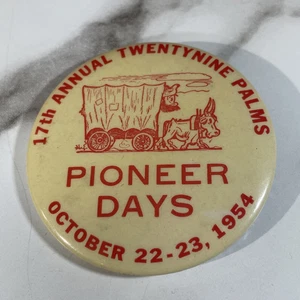 17th ANNUAL TWENTYNINE PALMS
PIONEER
DAYS
OCTOBER 22-23, 1954